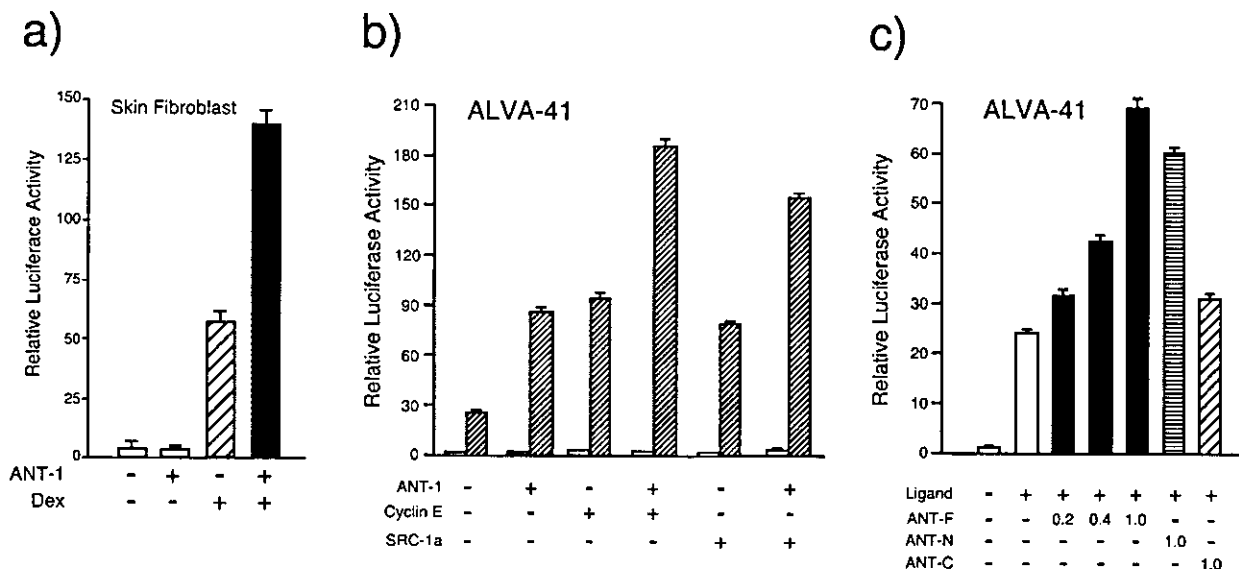 a)
b)
c)
Skin Fibroblast
Relative Luciferace Activity
150
125
100
75
50
25
0
ANT-1 - + - +
Dex - - + +
ALVA-41
Relative Luciferase Activity
210
180
150
120
90
60
30
0
ANT-1 - + - + - +
Cyclin E - - + +
SRC-1a - - - - + +
ALVA-41
Relative Luciferase Activity
70
60
50
40
30
20
10
0
Ligand - + + + + + +
ANT-F - - 0.2 0.4 1.0 - -
ANT-N - - - - - 1.0 -
ANT-C - - - - - - 1.0